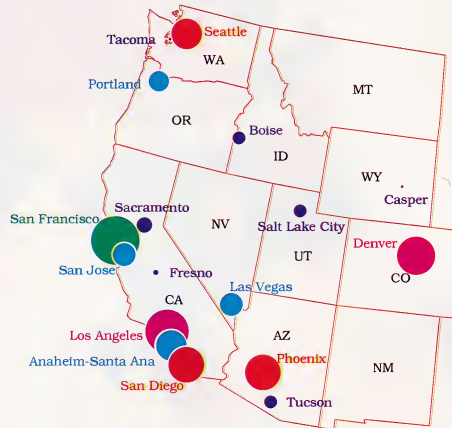 Seattle
Tacoma
WA
Portland
MT
OR
Boise
ID
WY
Casper
Sacramento
San Francisco
NV
Salt Lake City
Denver
UT
San Jose
Fresno
CO
Las Vegas
CA
Los Angeles
AZ
Anaheim-Santa Ana
Phoenix
NM
San Diego
Tucson